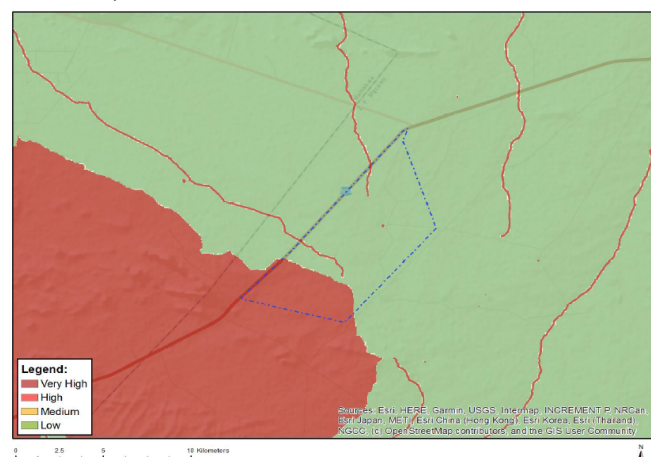 Legend:
Very High
High
Medium
Low
Sources: Esri, HERE, Garmin, USGS, Intermap, INCREMENT P, NRCan,
Esri Japan, METI, Esri China (Hong Kong), Esri Korea, Esri (Thailand),
NGCC, (c) OpenStreetMap contributors, and the GIS User Community
0 2.5 5 10 Kilometers
N